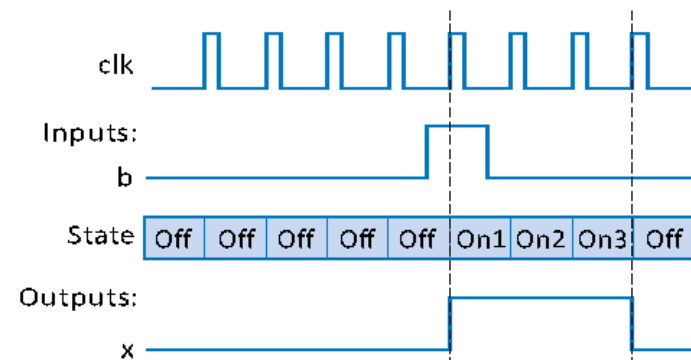 clk
Inputs:
b
State Off Off Off Off Off On1 On2 On3 Off
Outputs:
x